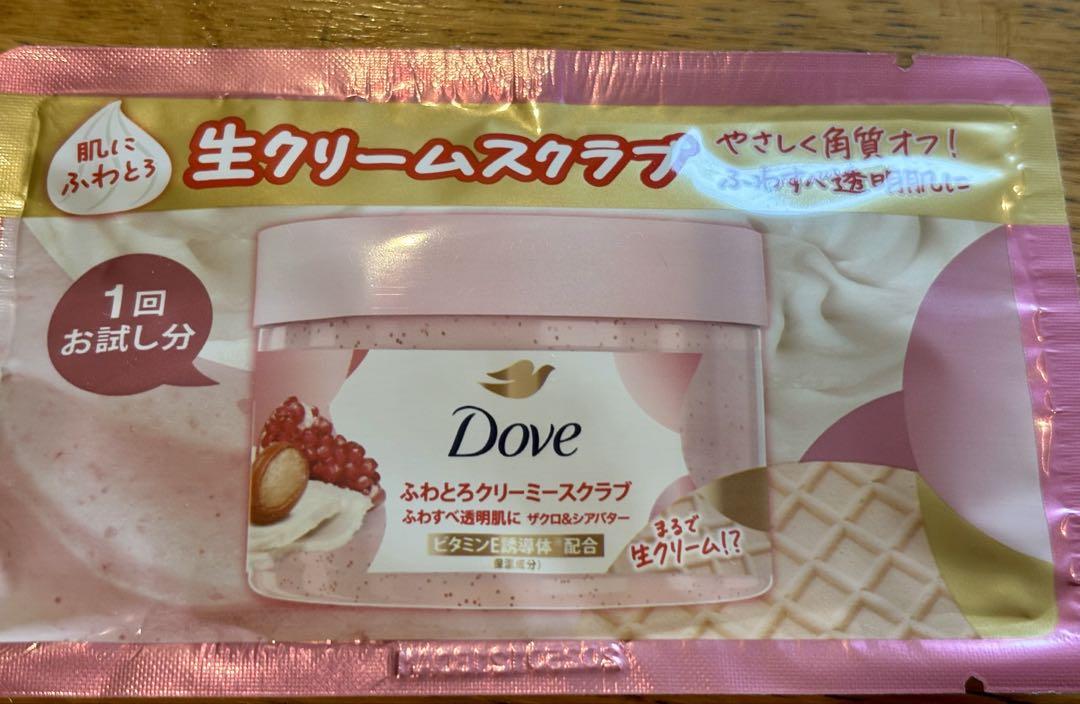 肌に
ふわとろ
生クリームスクラブ
やさしく角質オフ!
ふわすべ透明肌に
1回
お試し分
Dove
ふわとろクリーミースクラブ
ふわすべ透明肌に ザクロ&シアバター
ビタミンE誘導体※配合
保湿成分)
まるで
生クリーム!?